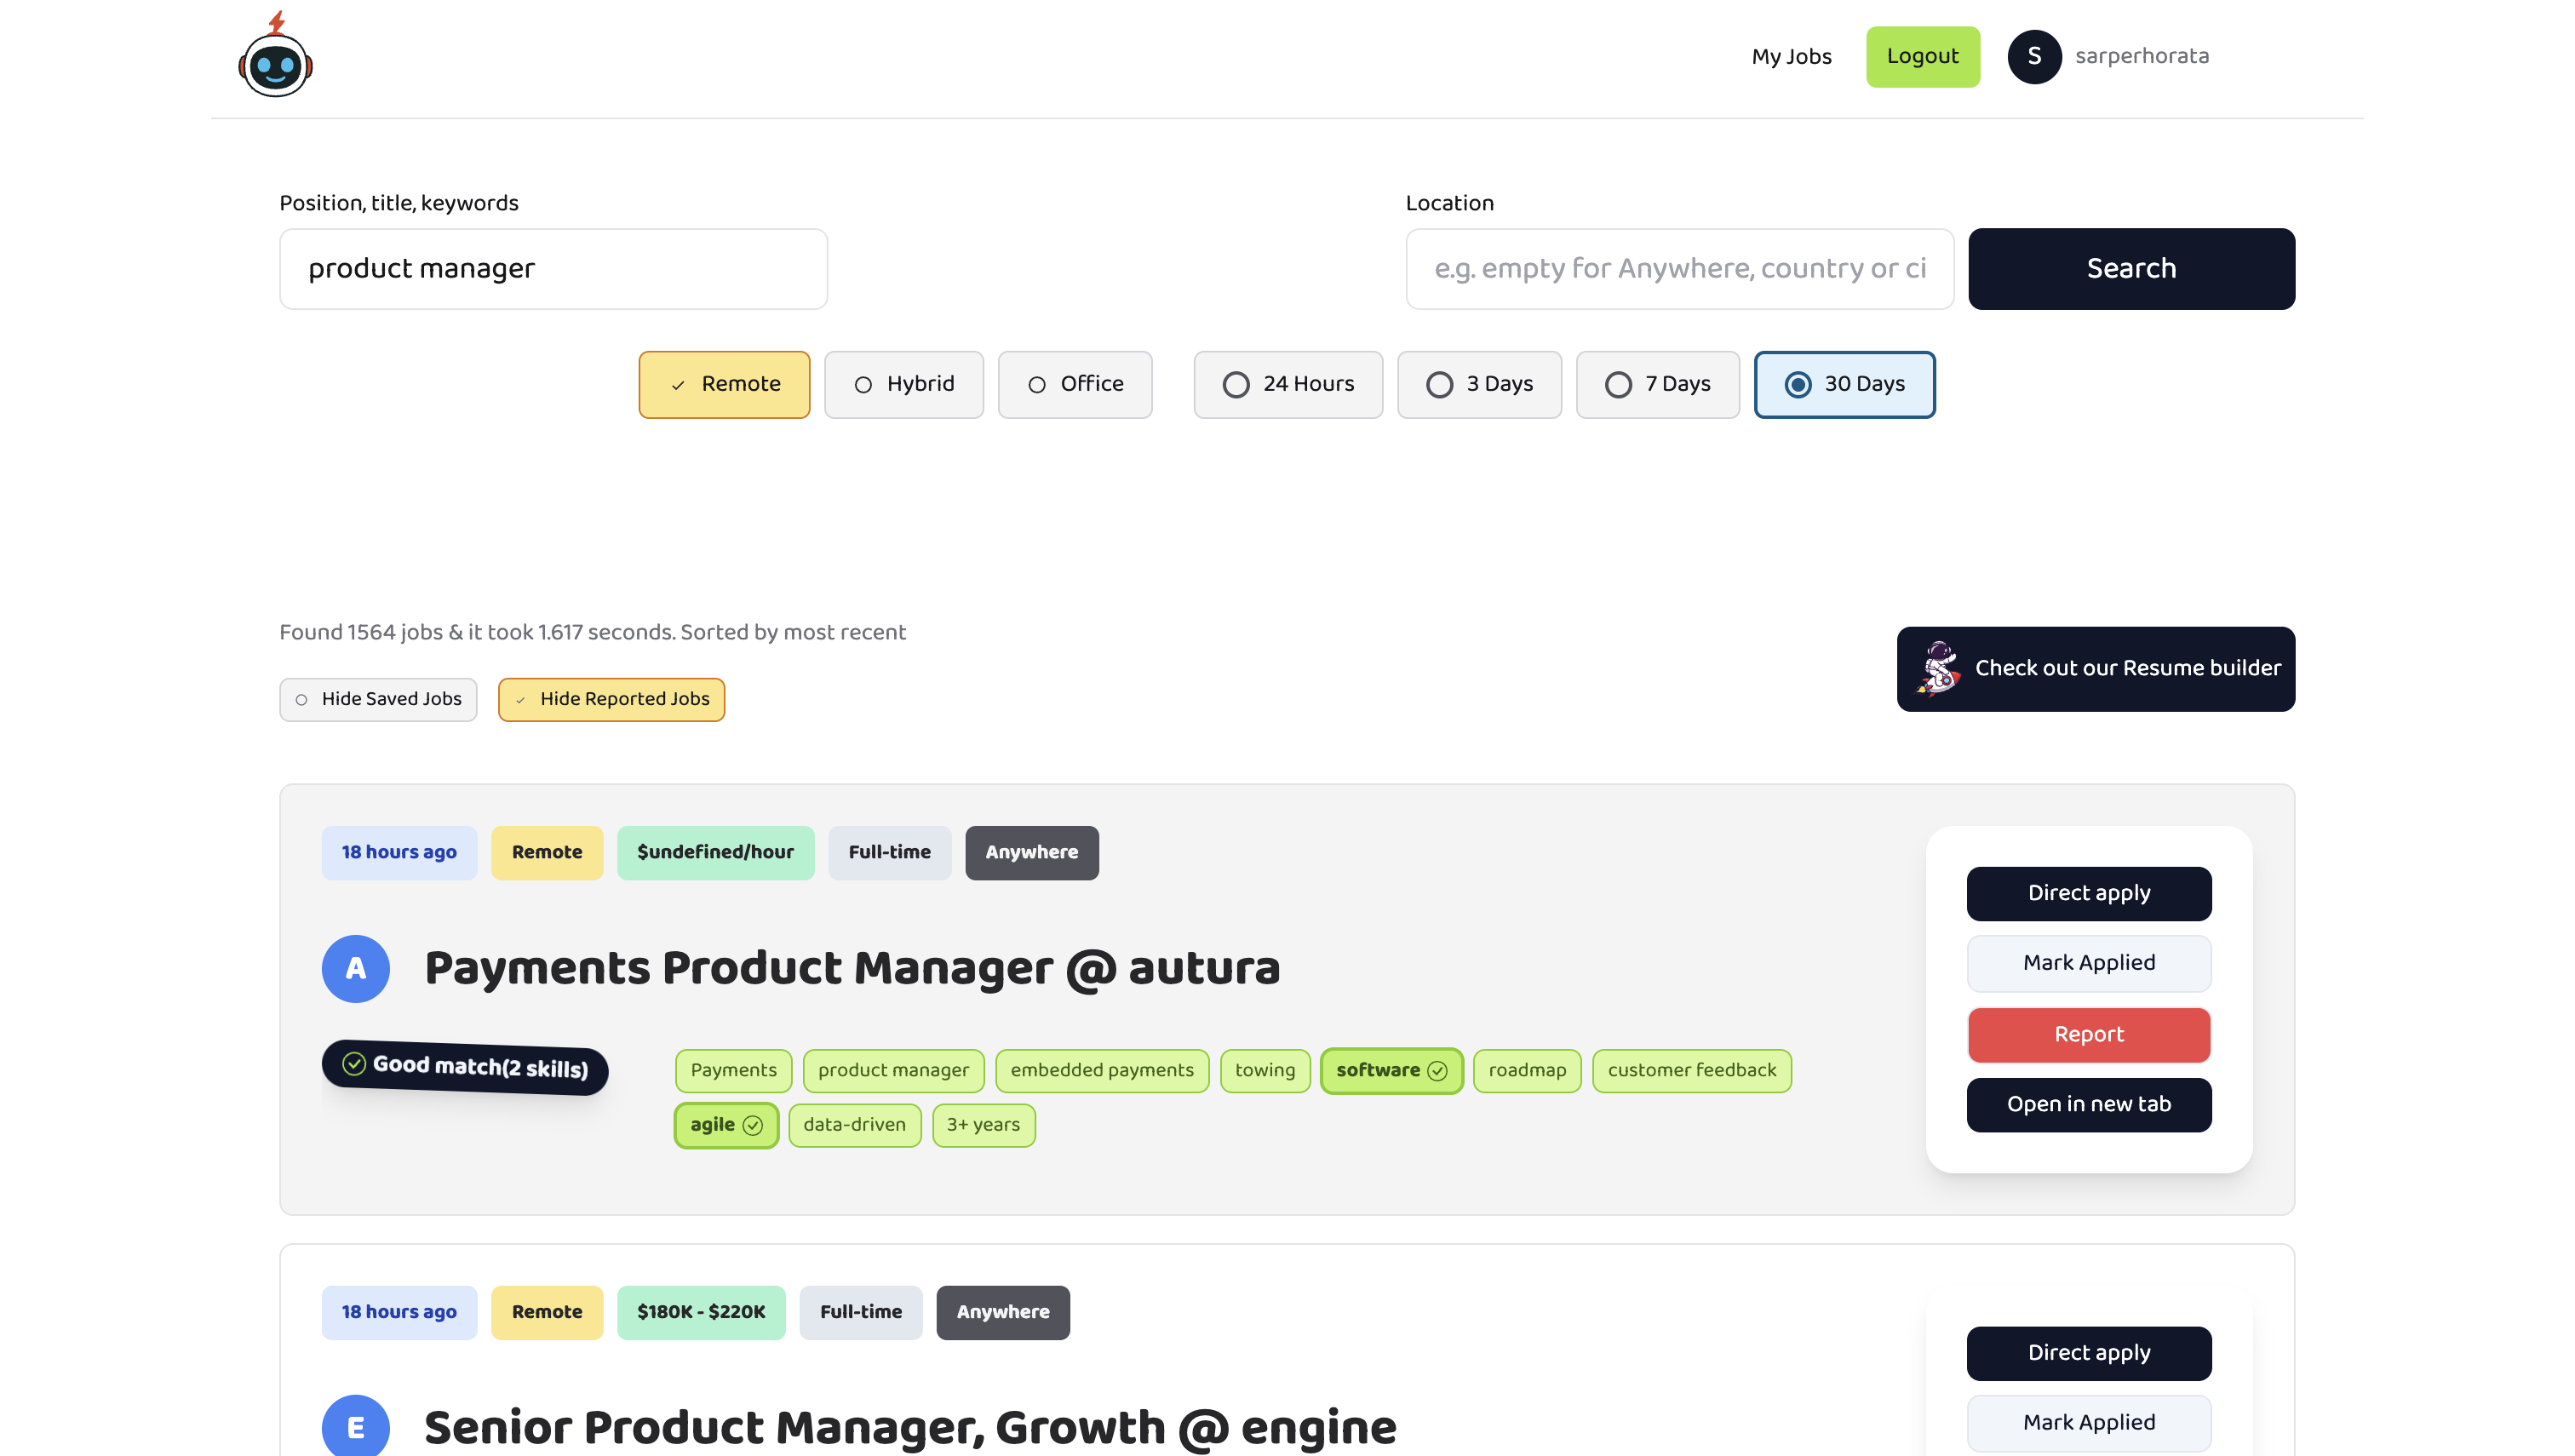 My Jobs Logout S sarperhorata
Position, title, keywords Location
product manager e.g. empty for Anywhere, country or ci Search
Remote Hybrid Office 24 Hours 3 Days 7 Days 30 Days
Found 1564 jobs & it took 1.617 seconds. Sorted by most recent
Check out our Resume builder
Hide Saved Jobs Hide Reported Jobs
18 hours ago Remote $undefined/hour Full-time Anywhere
A Payments Product Manager @ autura
Good match(2 skills)
Payments product manager embedded payments towing software roadmap customer feedback
agile data-driven 3+ years
Direct apply
Mark Applied
Report
Open in new tab
18 hours ago Remote $180K - $220K Full-time Anywhere
E Senior Product Manager, Growth @ engine
Direct apply
Mark Applied